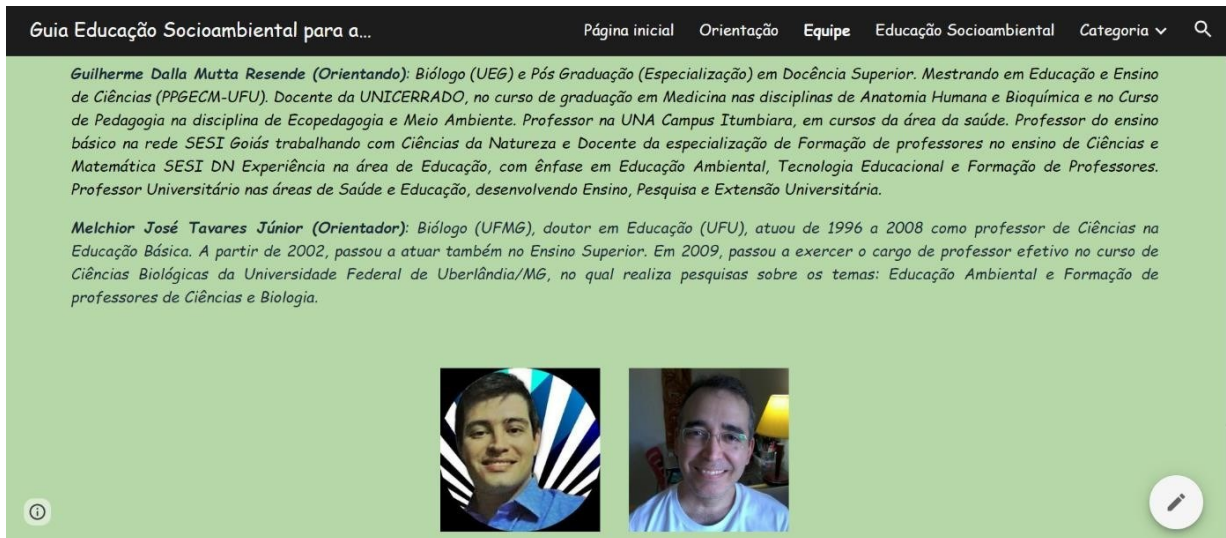 Guia Educação Socioambiental para a...
Página inicial Orientação Equipe Educação Socioambiental Categoria
Guilherme Dalla Mutta Resende (Orientando): Biólogo (UEG) e Pós Graduação (Especialização) em Docência Superior. Mestrando em Educação e Ensino
de Ciências (PPGECM-UFU). Docente da UNICERRADO, no curso de graduação em Medicina nas disciplinas de Anatomia Humana e Bioquímica e no Curso
de Pedagogia na disciplina de Ecopedagogia e Meio Ambiente. Professor na UNA Campus Itumbiara, em cursos da área da saúde. Professor do ensino
básico na rede SESI Goiás trabalhando com Ciências da Natureza e Docente da especialização de Formação de professores no ensino de Ciências e
Matemática SESI DN Experiência na área de Educação, com ênfase em Educação Ambiental, Tecnologia Educacional e Formação de Professores.
Professor Universitário nas áreas de Saúde e Educação, desenvolvendo Ensino, Pesquisa e Extensão Universitária.
Melchior José Tavares Júnior (Orientador): Biólogo (UFMG), doutor em Educação (UFU), atuou de 1996 a 2008 como professor de Ciências na
Educação Básica. A partir de 2002, passou a atuar também no Ensino Superior. Em 2009, passou a exercer o cargo de professor efetivo no curso de
Ciências Biológicas da Universidade Federal de Uberlândia/MG, no qual realiza pesquisas sobre os temas: Educação Ambiental e Formação de
professores de Ciências e Biologia.